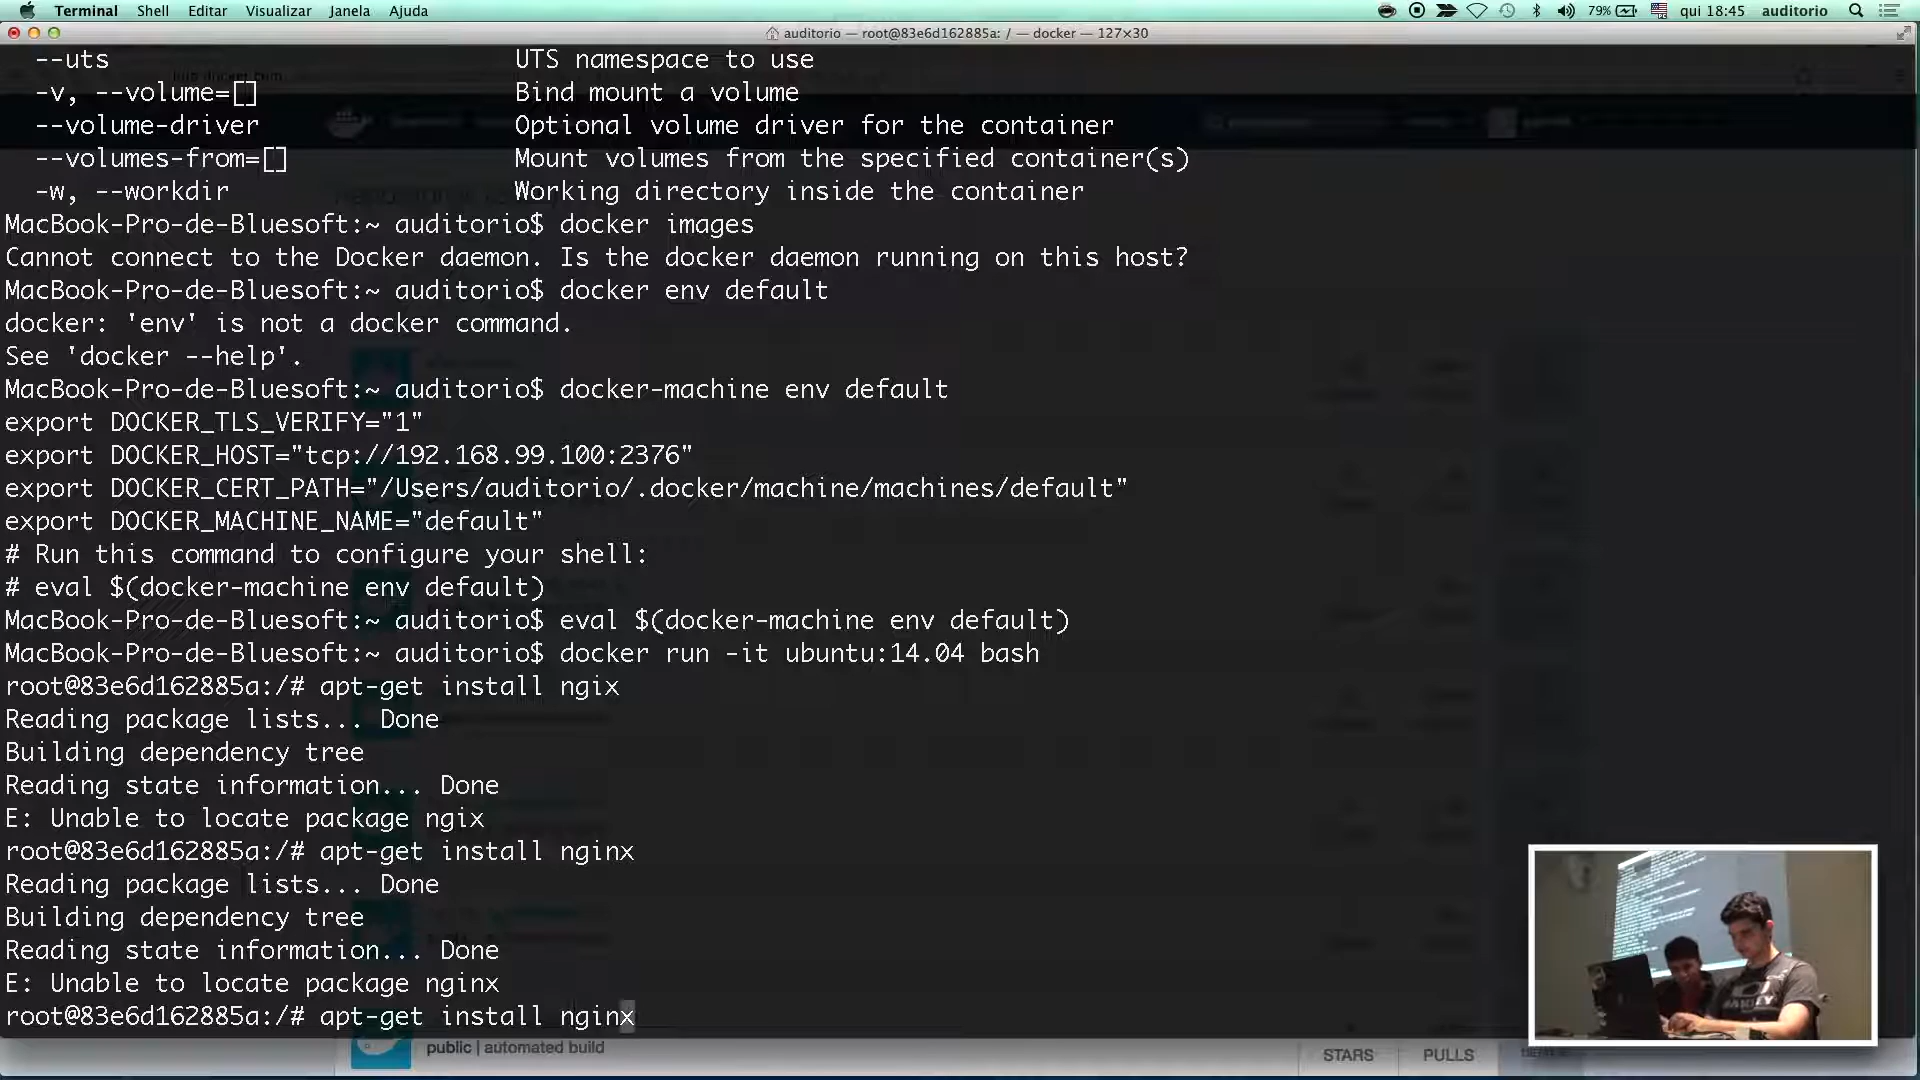 Terminal Shell Editar Visualizar Janela Ajuda 79% qui 18:45 auditorio
auditorio — root@83e6d162885a: / — docker — 127×30
--uts UTS namespace to use
-v, --volume=[] Bind mount a volume
--volume-driver Optional volume driver for the container
--volumes-from=[] Mount volumes from the specified container(s)
-w, --workdir Working directory inside the container
MacBook-Pro-de-Bluesoft:~ auditorio$ docker images
Cannot connect to the Docker daemon. Is the docker daemon running on this host?
MacBook-Pro-de-Bluesoft:~ auditorio$ docker env default
docker: 'env' is not a docker command.
See 'docker --help'.
MacBook-Pro-de-Bluesoft:~ auditorio$ docker-machine env default
export DOCKER_TLS_VERIFY="1"
export DOCKER_HOST="tcp://192.168.99.100:2376"
export DOCKER_CERT_PATH="/Users/auditorio/.docker/machine/machines/default"
export DOCKER_MACHINE_NAME="default"
# Run this command to configure your shell:
# eval $(docker-machine env default)
MacBook-Pro-de-Bluesoft:~ auditorio$ eval $(docker-machine env default)
MacBook-Pro-de-Bluesoft:~ auditorio$ docker run -it ubuntu:14.04 bash
root@83e6d162885a:/# apt-get install ngix
Reading package lists... Done
Building dependency tree
Reading state information... Done
E: Unable to locate package ngix
root@83e6d162885a:/# apt-get install nginx
Reading package lists... Done
Building dependency tree
Reading state information... Done
E: Unable to locate package nginx
root@83e6d162885a:/# apt-get install nginx
public | automated build STARS PULLS